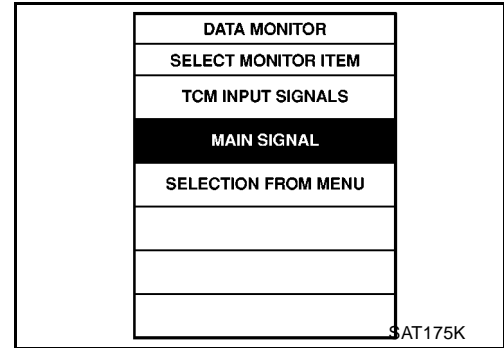 DATA MONITOR
SELECT MONITOR ITEM
TCM INPUT SIGNALS
MAIN SIGNAL
SELECTION FROM MENU
SAT175K